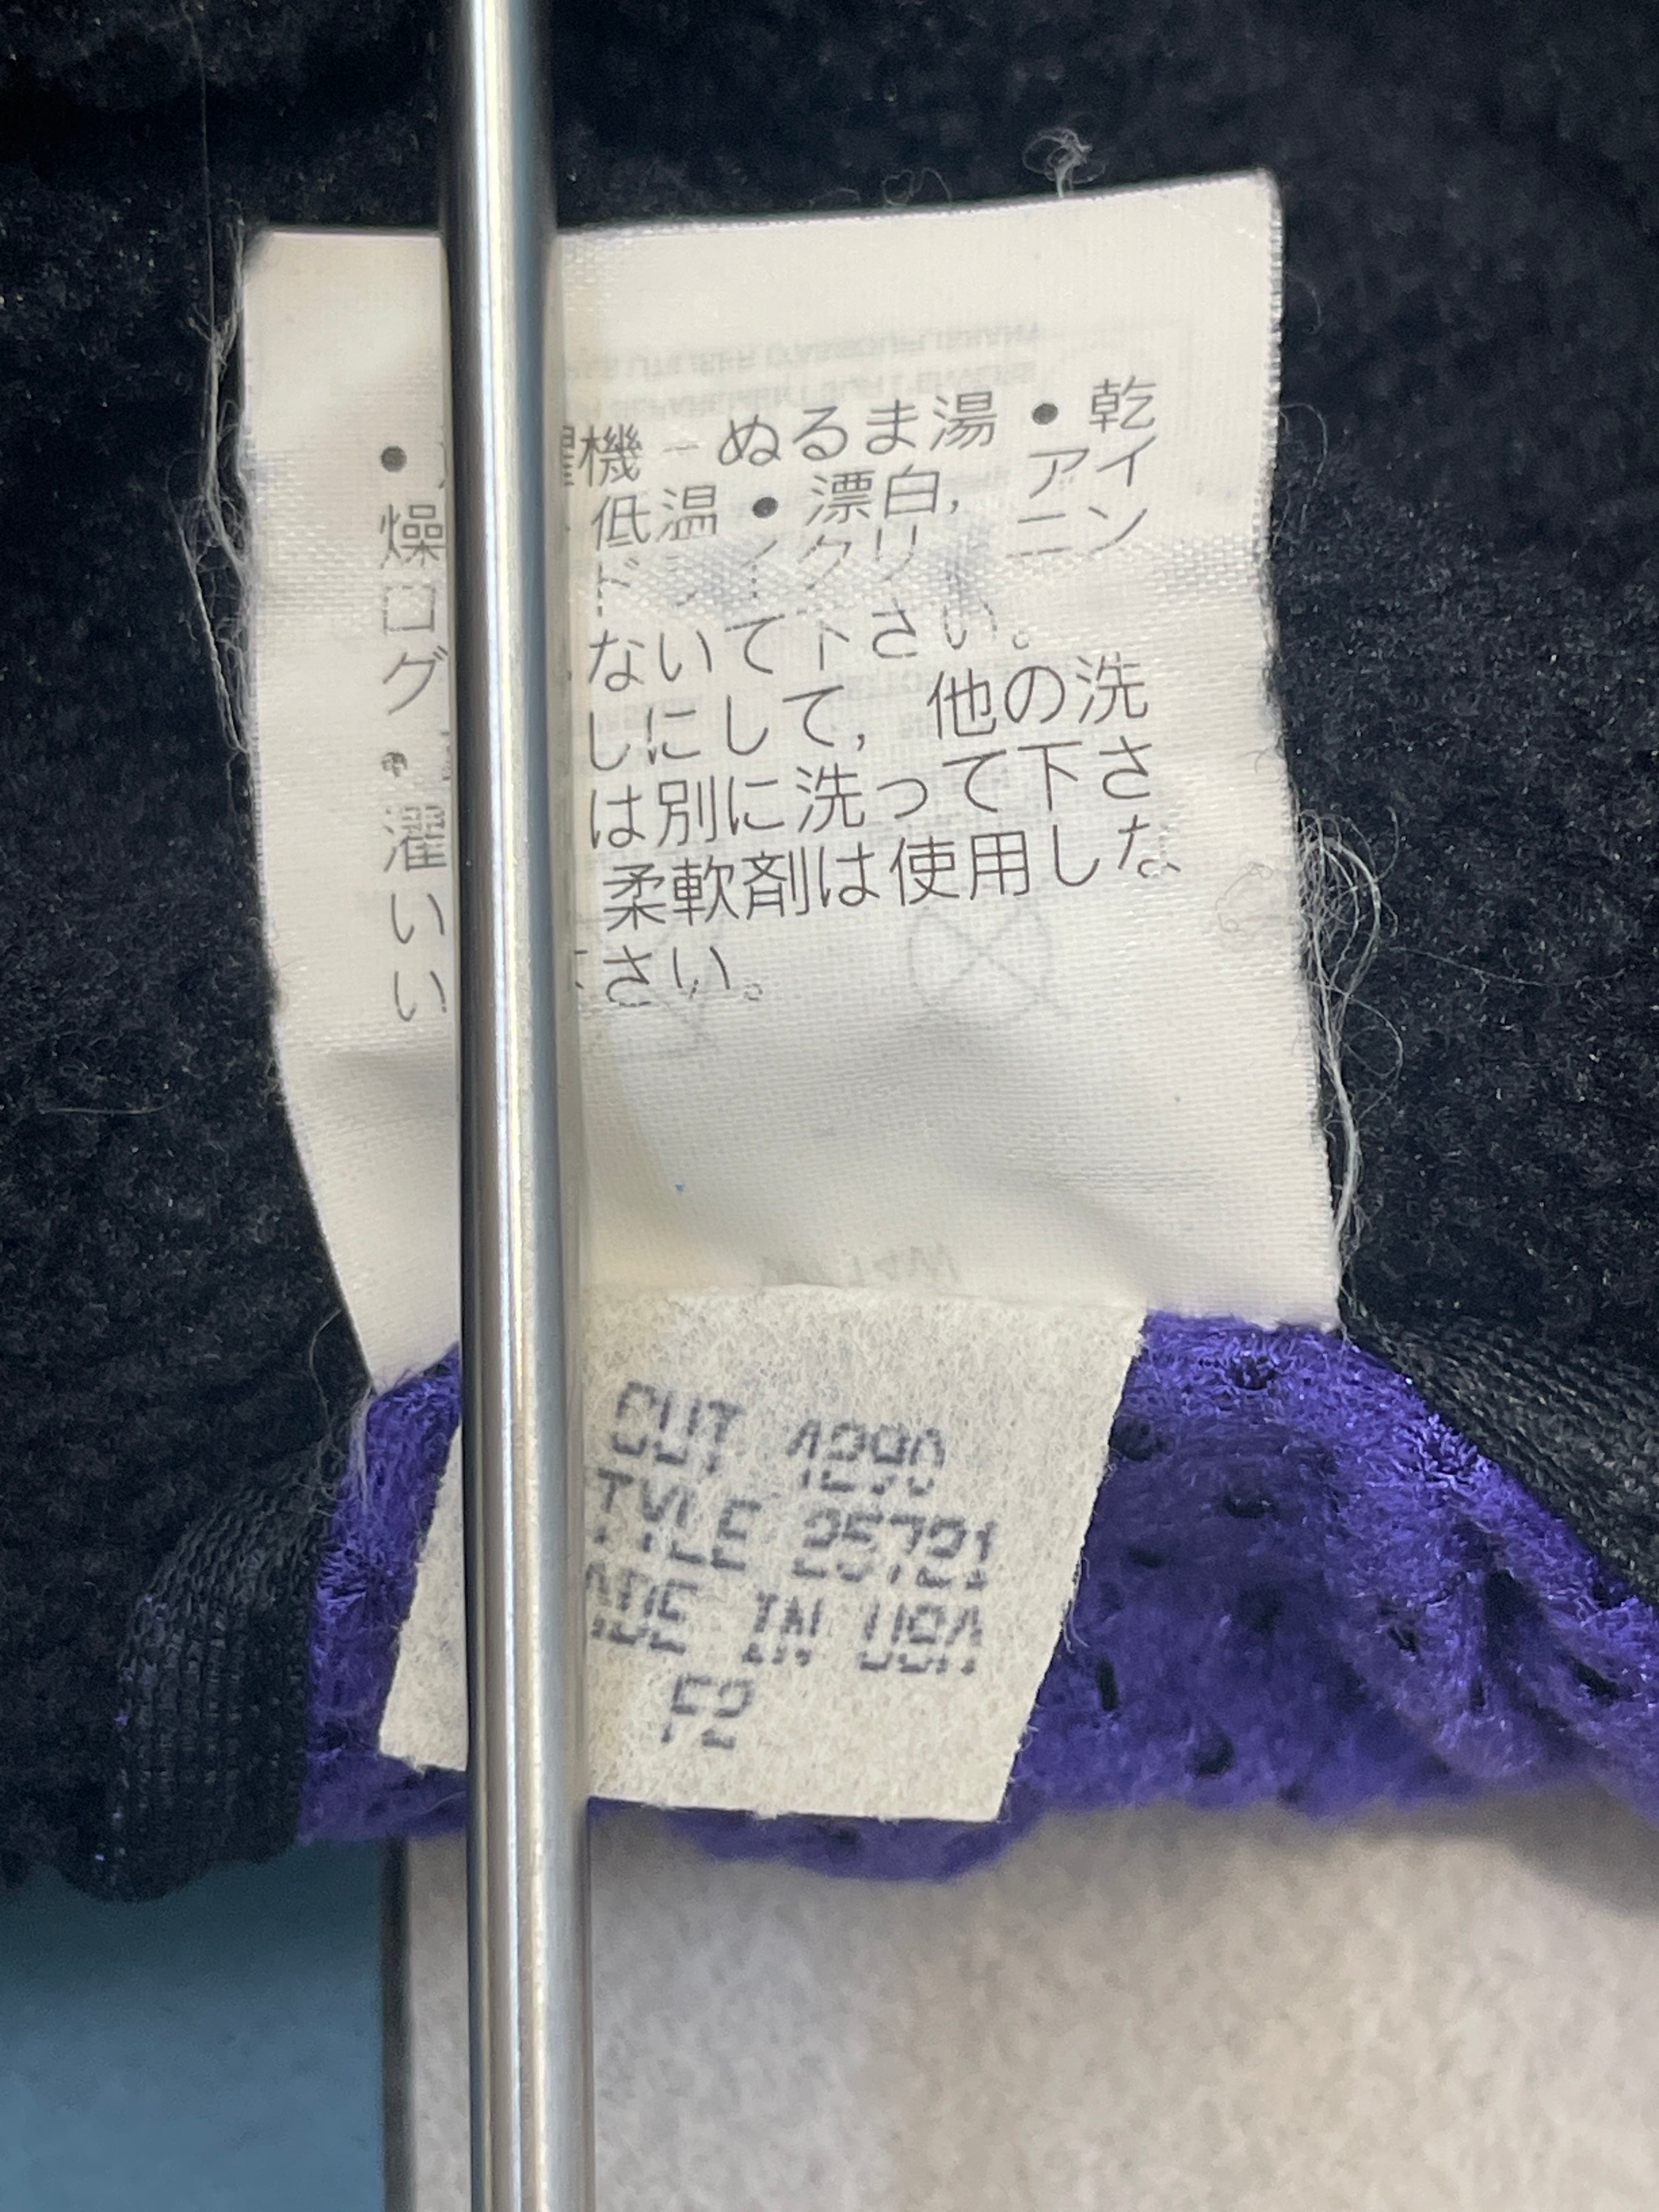 • 濯機-ぬるま湯・乾
燥 低温・漂白, アイ
ロ ドライクリ ニン
グ ないで下さい。
• しにして, 他の洗
濯 は別に洗って下さ
い 柔軟剤は使用しな
い 下さい。
CUT 1290
TYLE 25721
ADE IN USA
F2